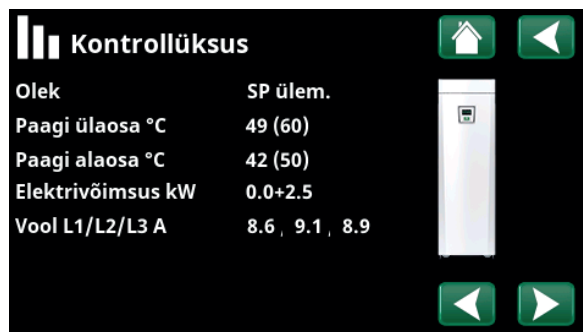 Kontrollüksus
Olek SP ülem.
Paagi ülaosa °C 49 (60)
Paagi alaosa °C 42 (50)
Elektrivõimsus kW 0.0+2.5
Vool L1/L2/L3 A 8.6 , 9.1 , 8.9